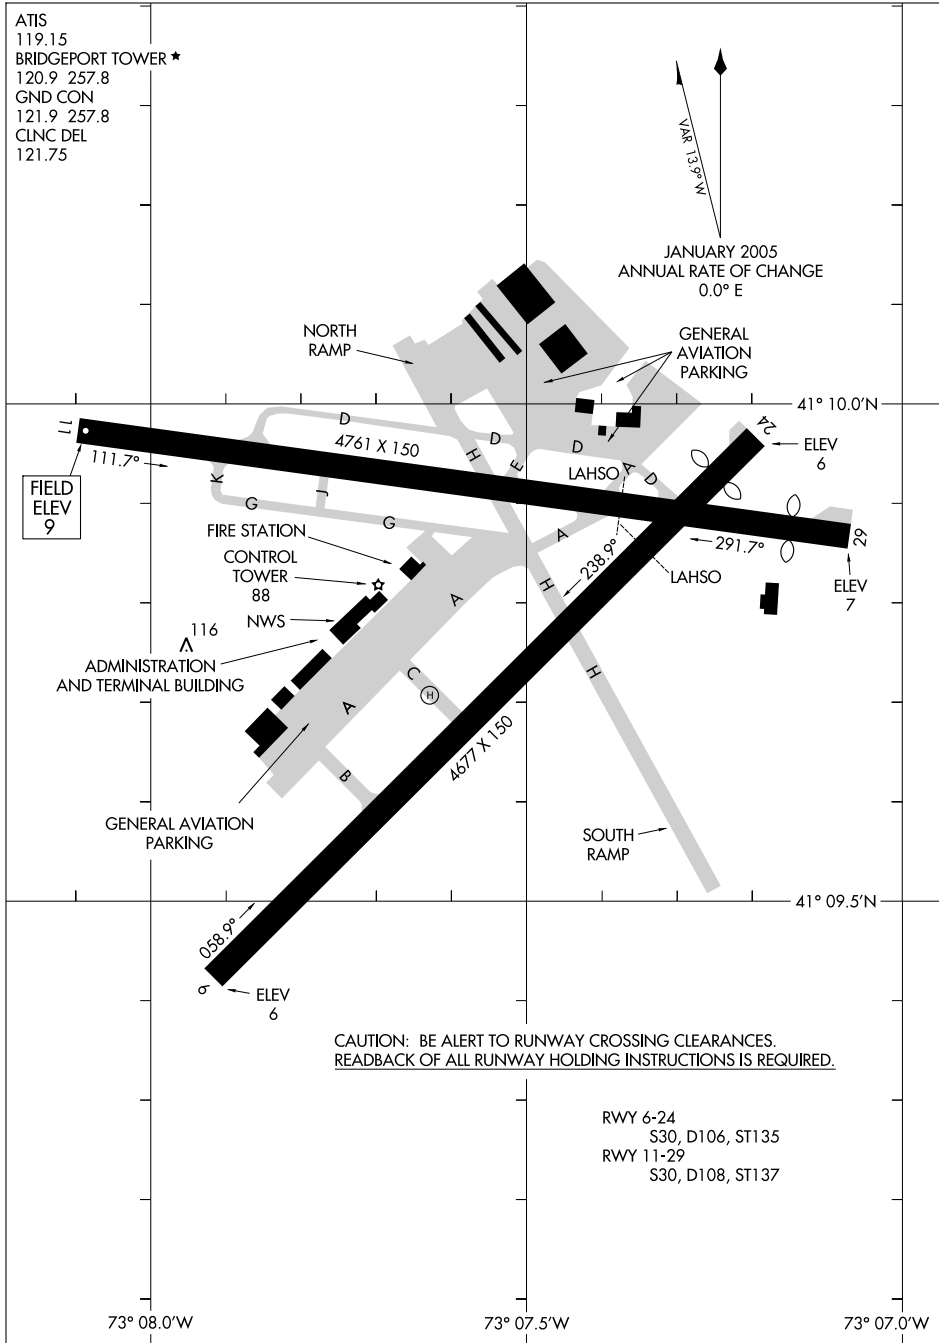 ATIS
119.15
BRIDGEPORT TOWER ★
120.9 257.8
GND CON
121.9 257.8
CLNC DEL
121.75
VAR 13.9° W
JANUARY 2005
ANNUAL RATE OF CHANGE
0.0° E
NORTH
RAMP
GENERAL
AVIATION
PARKING
41° 10.0'N
11
24
D
4761 X 150
D
D
H
E
A
D
LAHSO
ELEV
6
111.7°
FIELD
ELEV
9
K
J
G
G
FIRE STATION
CONTROL
TOWER
88
NWS
A
H
238.9°
291.7°
29
LAHSO
ELEV
7
116
ADMINISTRATION
AND TERMINAL BUILDING
A
C
H
H
A
4677 X 150
B
GENERAL AVIATION
PARKING
SOUTH
RAMP
41° 09.5'N
058.9°
6
ELEV
6
CAUTION: BE ALERT TO RUNWAY CROSSING CLEARANCES.
READBACK OF ALL RUNWAY HOLDING INSTRUCTIONS IS REQUIRED.
RWY 6-24
S30, D106, ST135
RWY 11-29
S30, D108, ST137
73° 08.0'W
73° 07.5'W
73° 07.0'W